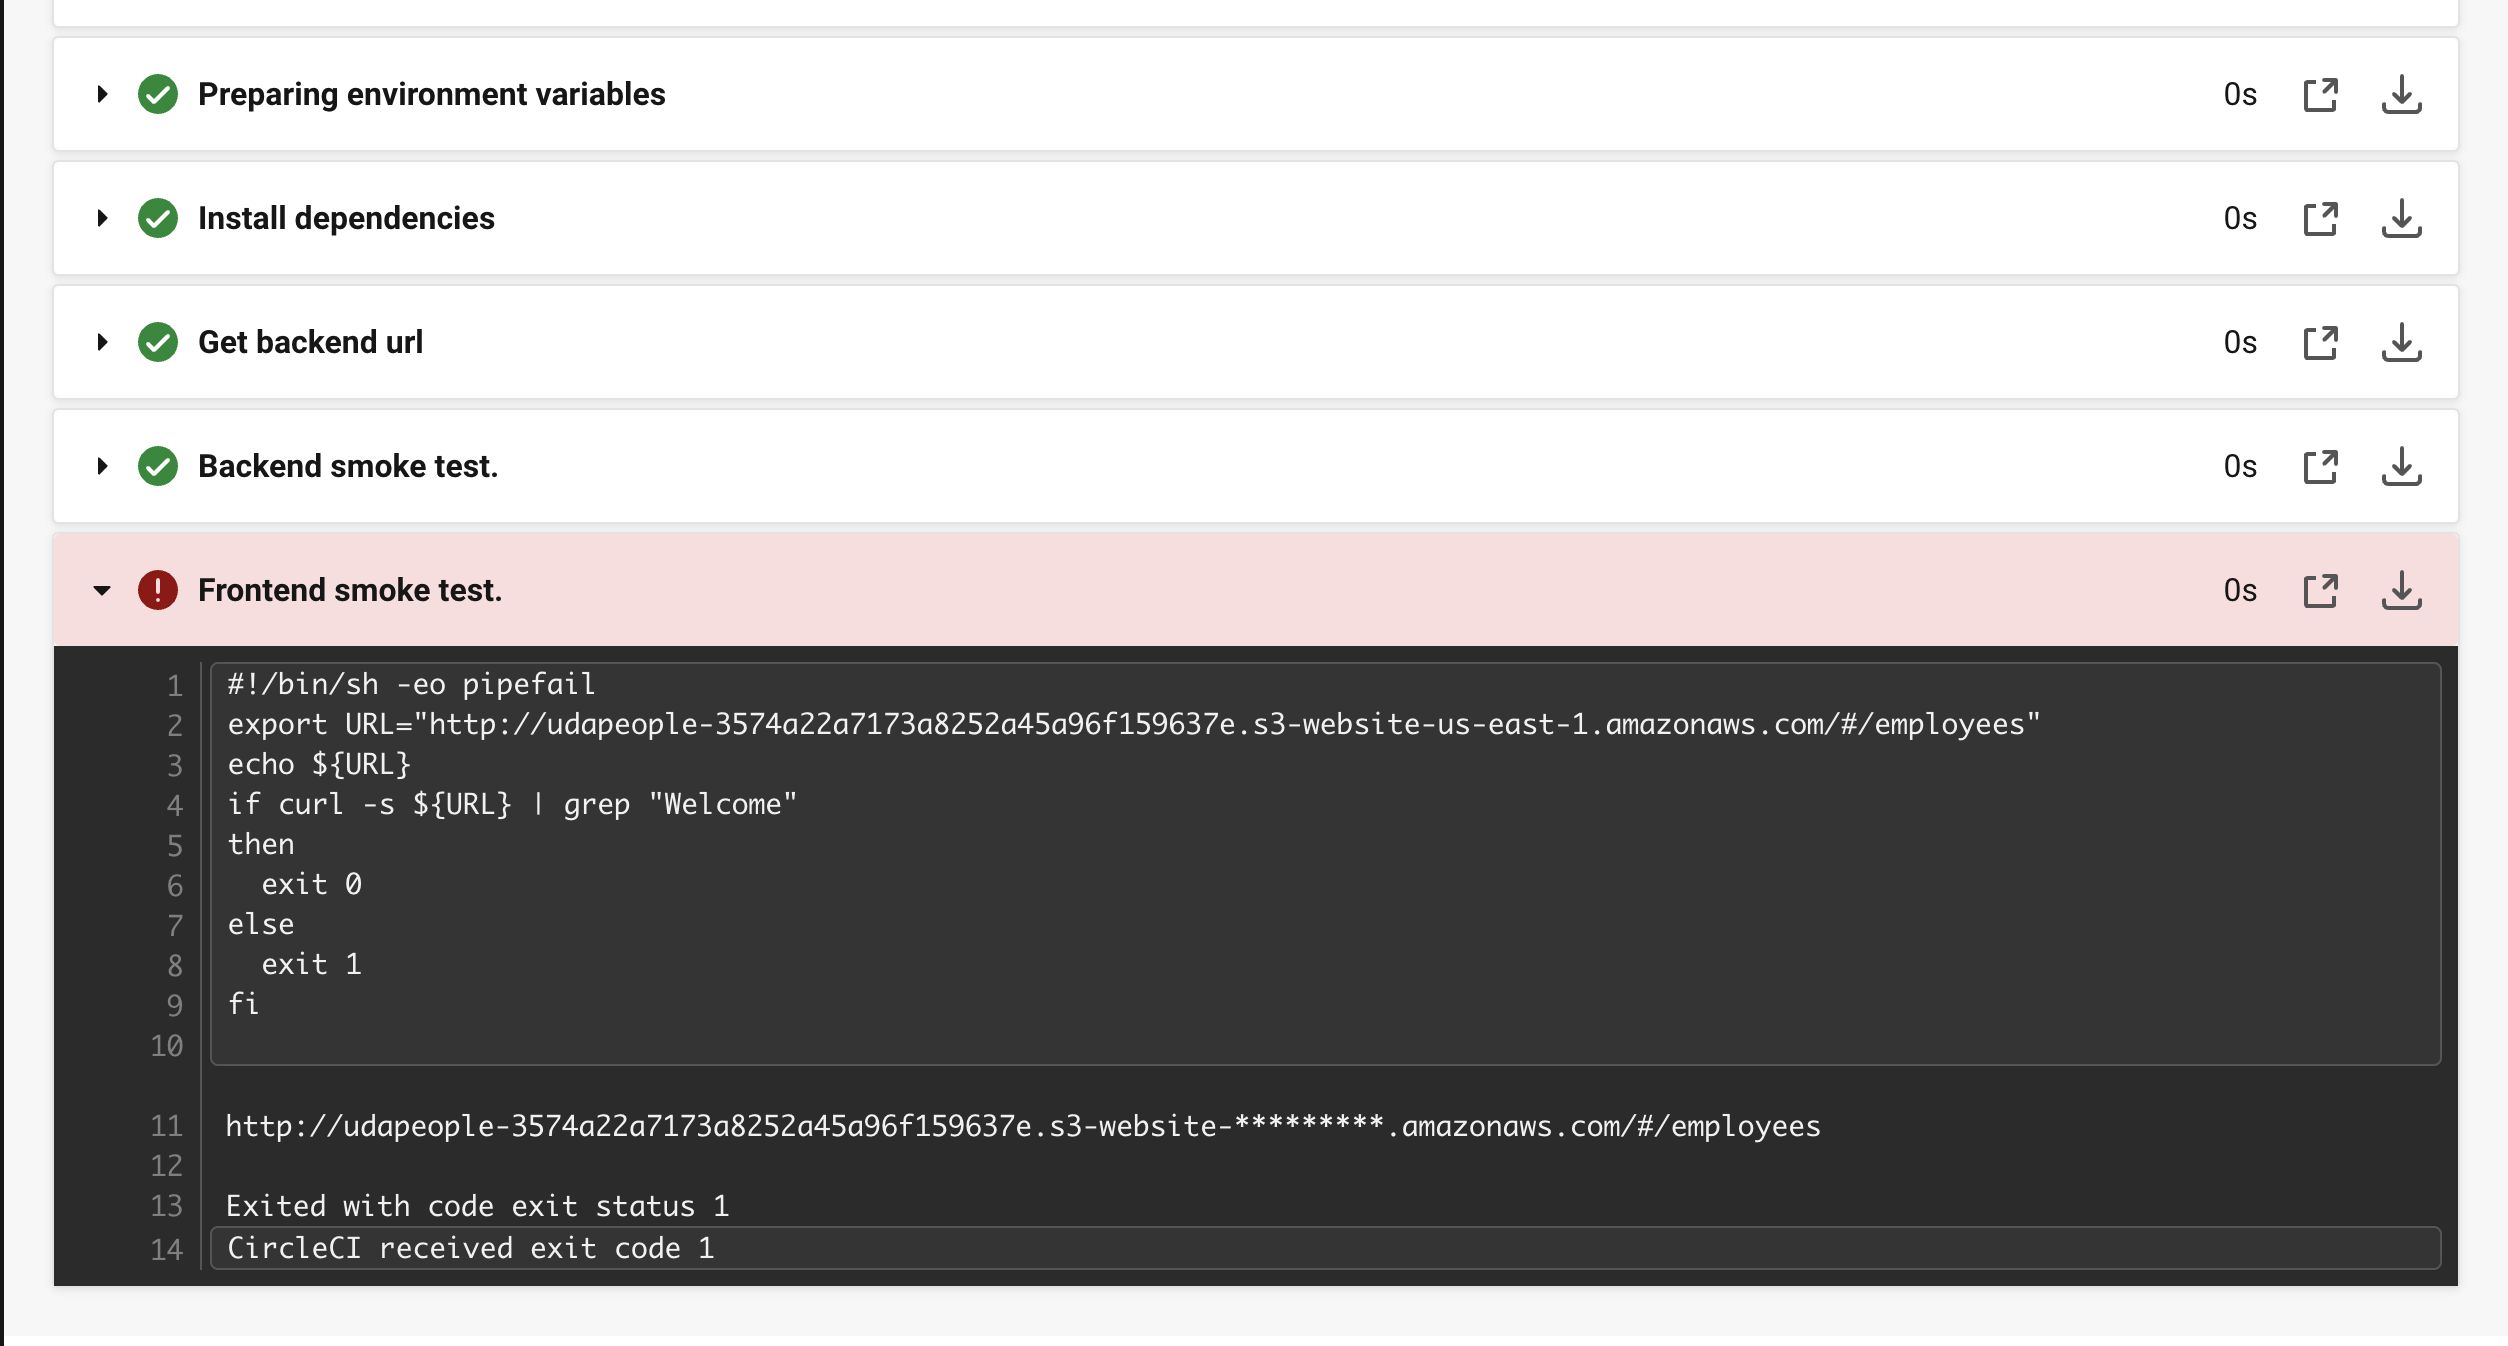 Preparing environment variables 0s
Install dependencies 0s
Get backend url 0s
Backend smoke test. 0s
Frontend smoke test. 0s
1 #!/bin/sh -eo pipefail
2 export URL="http://udapeople-3574a22a7173a8252a45a96f159637e.s3-website-us-east-1.amazonaws.com/#/employees"
3 echo ${URL}
4 if curl -s ${URL} | grep "Welcome"
5 then
6   exit 0
7 else
8   exit 1
9 fi
10
11 http://udapeople-3574a22a7173a8252a45a96f159637e.s3-website-*********.amazonaws.com/#/employees
12
13 Exited with code exit status 1
14 CircleCI received exit code 1